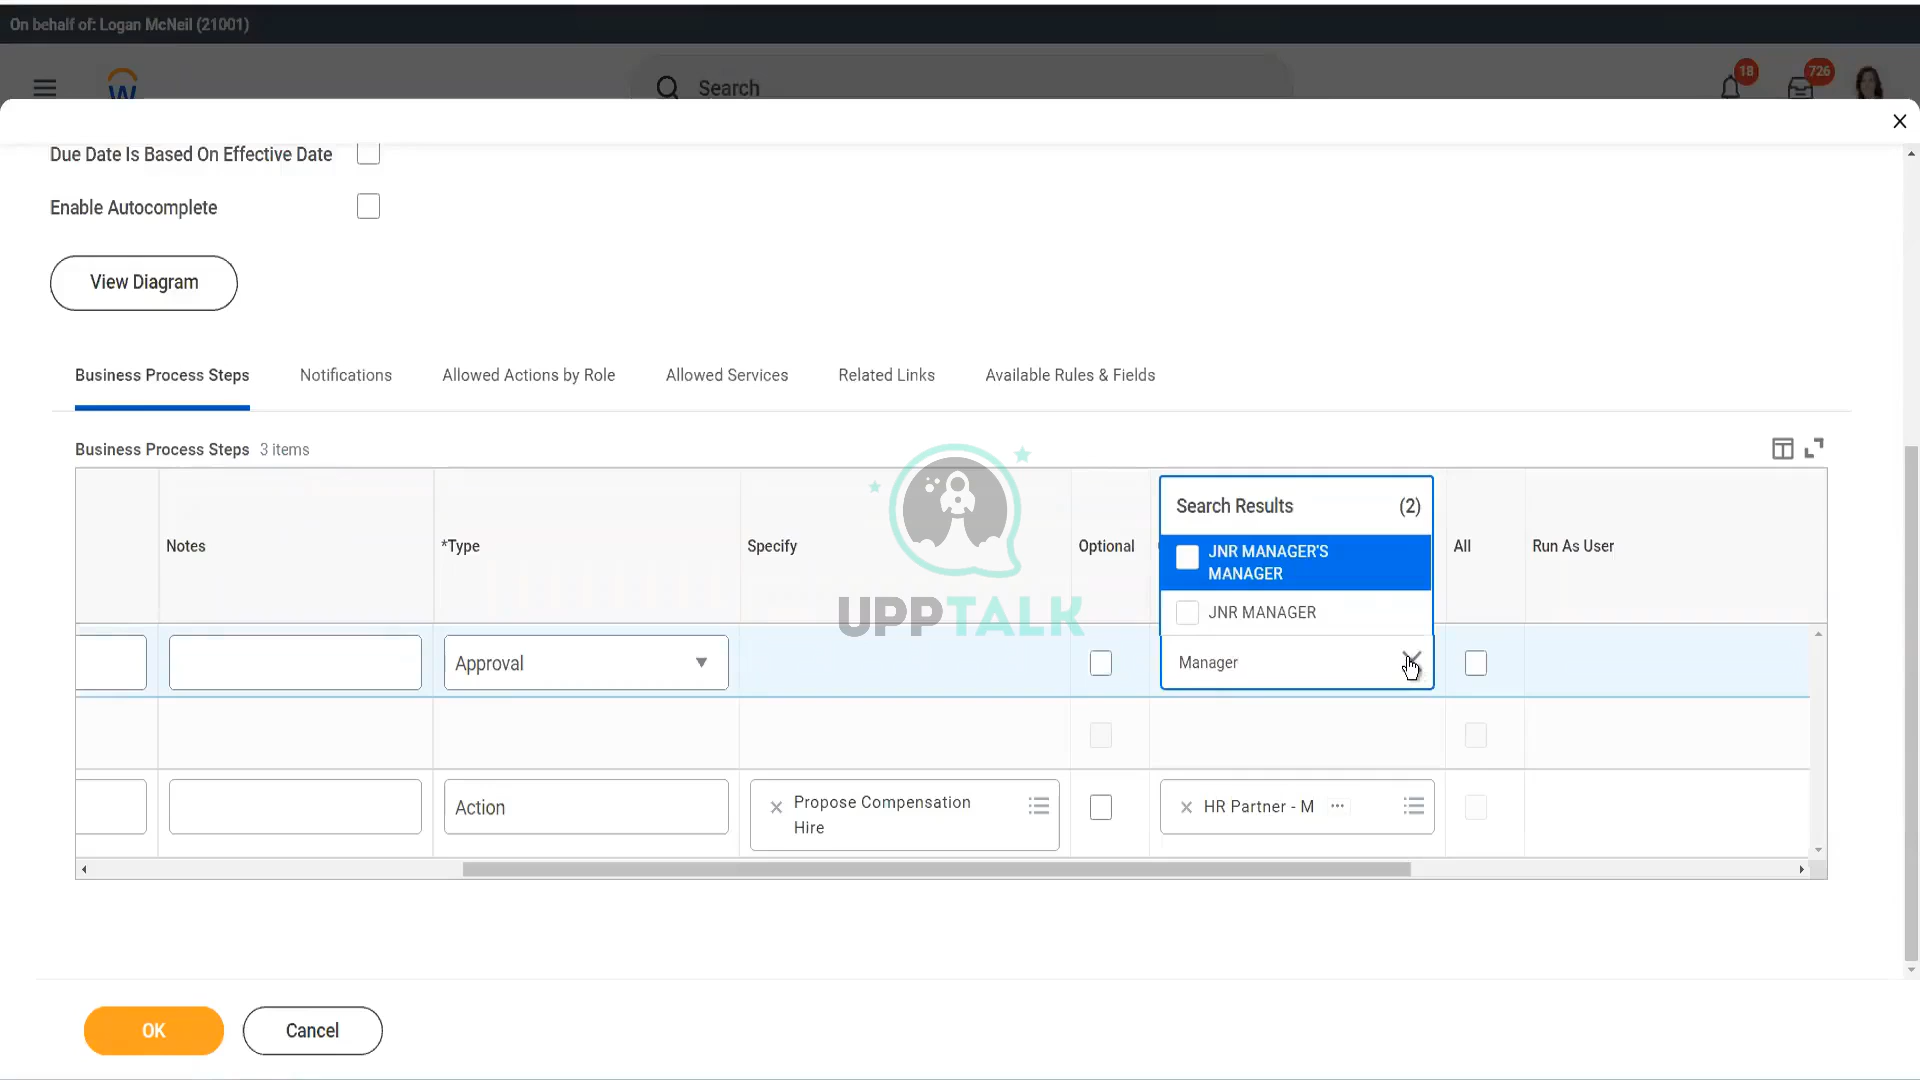 On behalf of: Logan McNeil (21001)
W
Search
18
726
Due Date Is Based On Effective Date
Enable Autocomplete
View Diagram
Business Process Steps
Notifications
Allowed Actions by Role
Allowed Services
Related Links
Available Rules & Fields
Business Process Steps 3 items
Notes
*Type
Specify
Optional
Search Results (2)
JNR MANAGER'S
MANAGER
JNR MANAGER
All
Run As User
UPPTALK
Approval
Manager
Action
Propose Compensation
Hire
HR Partner - M ...
OK
Cancel